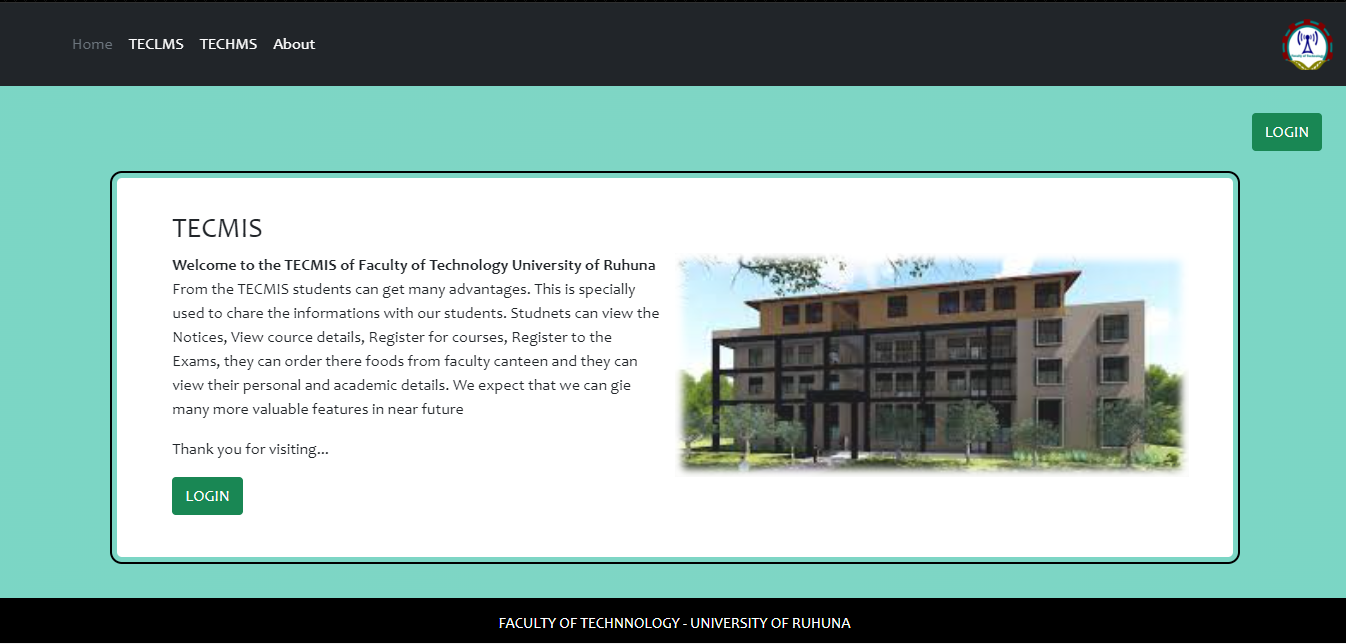 Home TECLMS TECHMS About
LOGIN
TECMIS
Welcome to the TECMIS of Faculty of Technology University of Ruhuna
From the TECMIS students can get many advantages. This is specially
used to chare the informations with our students. Studnets can view the
Notices, View cource details, Register for courses, Register to the
Exams, they can order there foods from faculty canteen and they can
view their personal and academic details. We expect that we can gie
many more valuable features in near future
Thank you for visiting...
LOGIN
FACULTY OF TECHNNOLOGY - UNIVERSITY OF RUHUNA